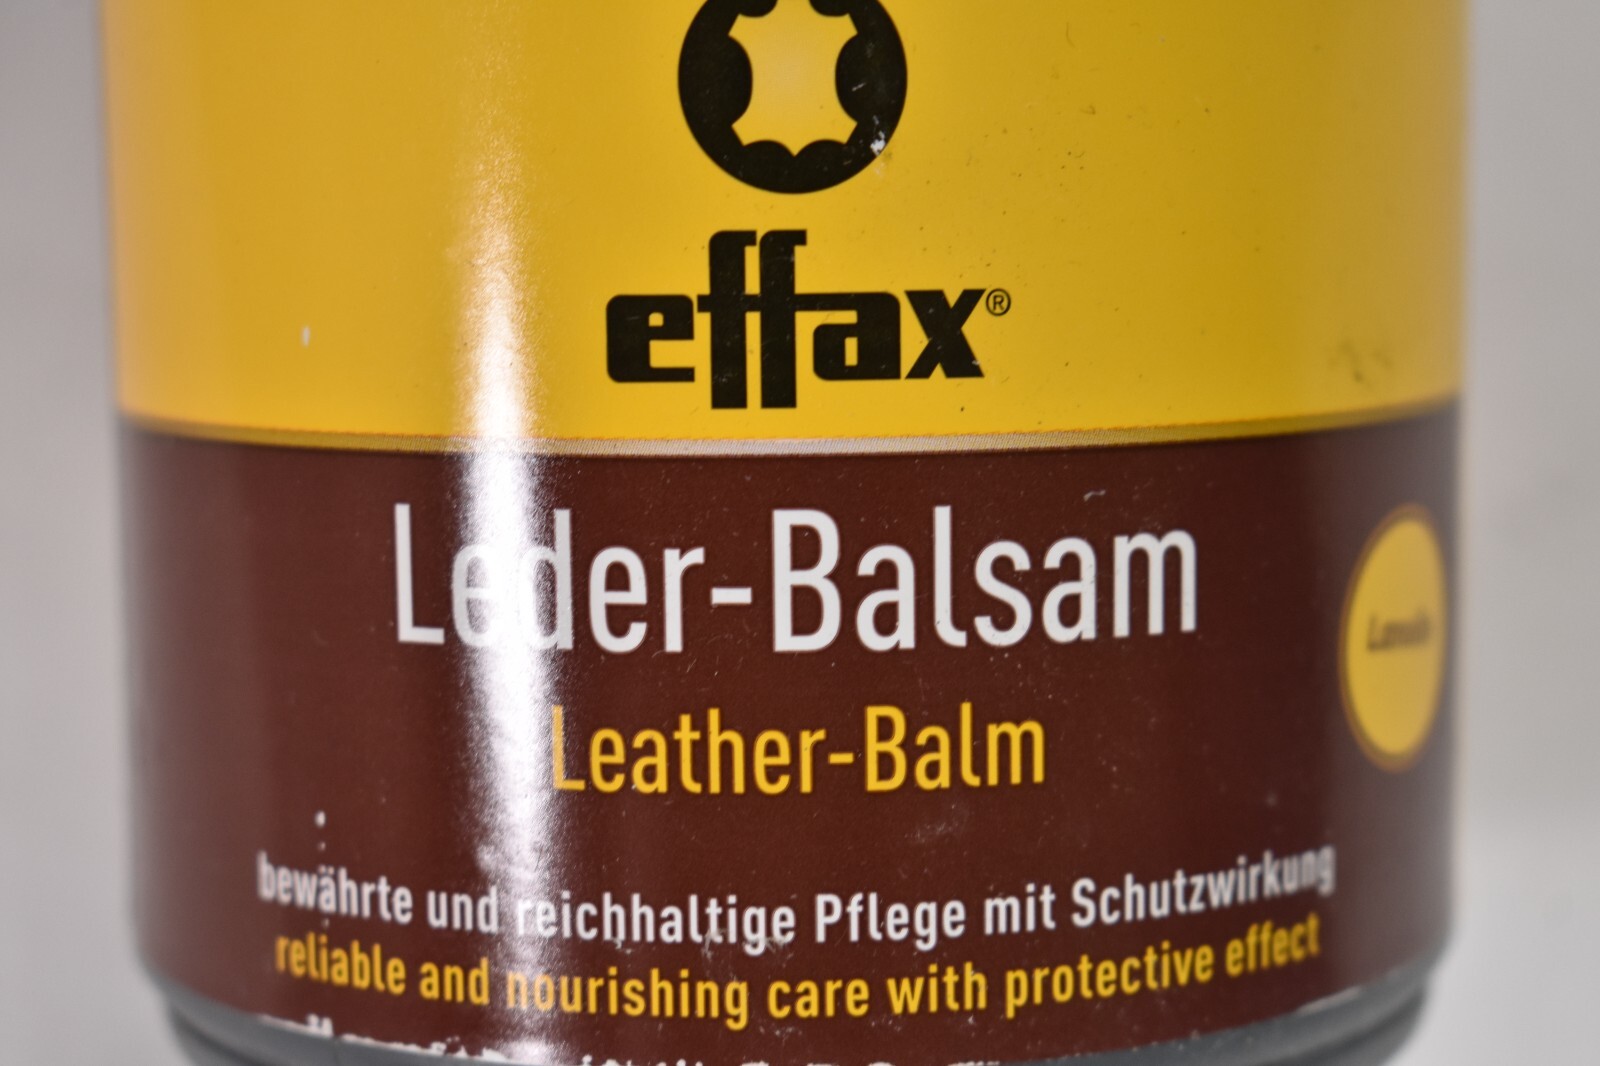 effax®
Leder-Balsam
Leather-Balm
bewährte und reichhaltige Pflege mit Schutzwirkung
reliable and nourishing care with protective effect